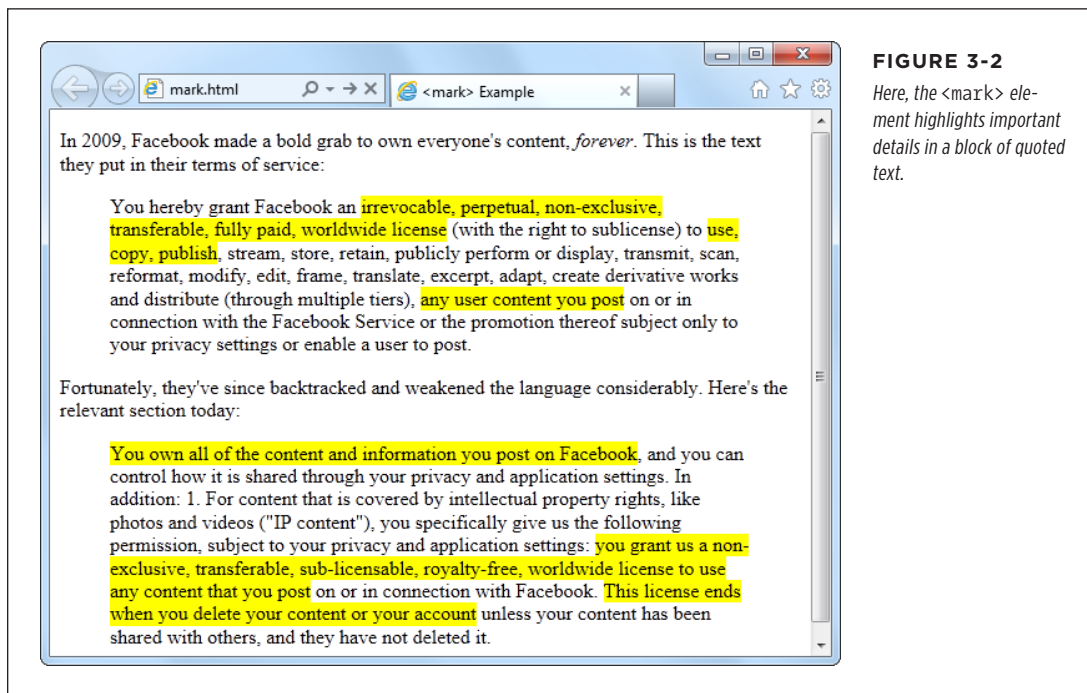 mark.html
<mark> Example
In 2009, Facebook made a bold grab to own everyone's content, forever. This is the text
they put in their terms of service:
You hereby grant Facebook an irrevocable, perpetual, non-exclusive,
transferable, fully paid, worldwide license (with the right to sublicense) to use,
copy, publish, stream, store, retain, publicly perform or display, transmit, scan,
reformat, modify, edit, frame, translate, excerpt, adapt, create derivative works
and distribute (through multiple tiers), any user content you post on or in
connection with the Facebook Service or the promotion thereof subject only to
your privacy settings or enable a user to post.
Fortunately, they've since backtracked and weakened the language considerably. Here's the
relevant section today:
You own all of the content and information you post on Facebook, and you can
control how it is shared through your privacy and application settings. In
addition: 1. For content that is covered by intellectual property rights, like
photos and videos ("IP content"), you specifically give us the following
permission, subject to your privacy and application settings: you grant us a non-
exclusive, transferable, sub-licensable, royalty-free, worldwide license to use
any content that you post on or in connection with Facebook. This license ends
when you delete your content or your account unless your content has been
shared with others, and they have not deleted it.
FIGURE 3-2
Here, the <mark> ele-
ment highlights important
details in a block of quoted
text.